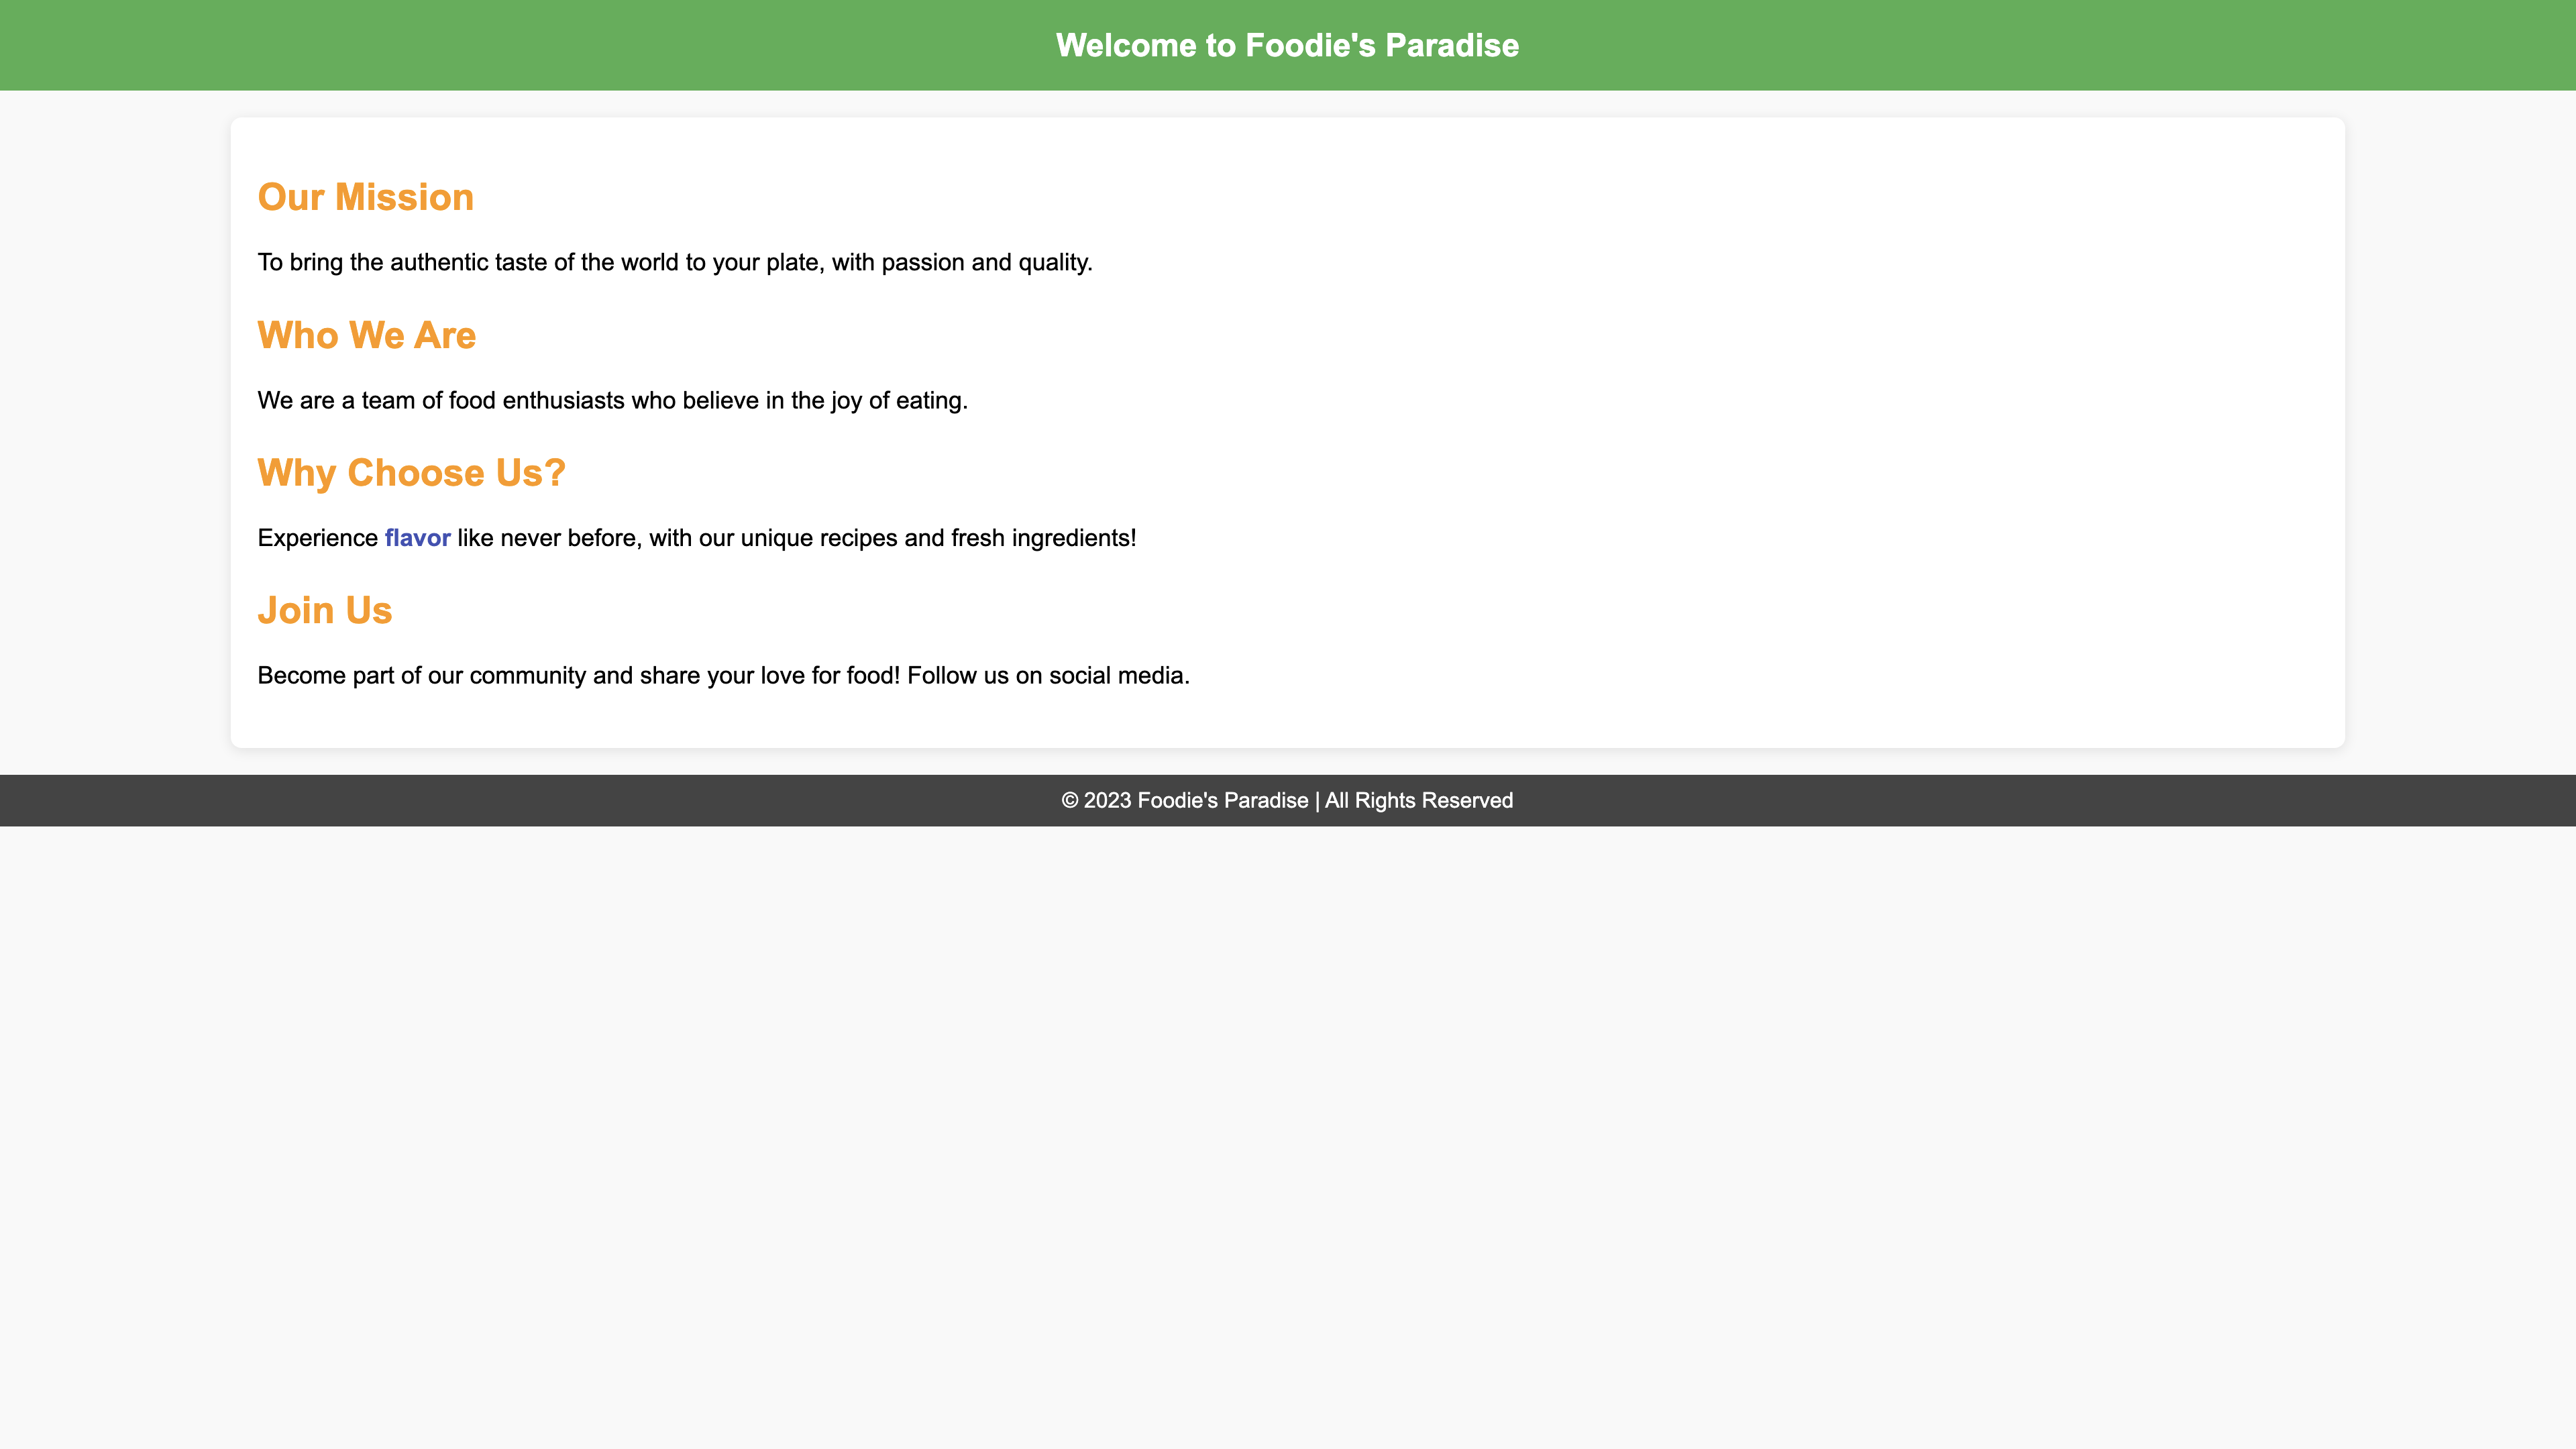 Welcome to Foodie's Paradise
Our Mission
To bring the authentic taste of the world to your plate, with passion and quality.
Who We Are
We are a team of food enthusiasts who believe in the joy of eating.
Why Choose Us?
Experience flavor like never before, with our unique recipes and fresh ingredients!
Join Us
Become part of our community and share your love for food! Follow us on social media.
© 2023 Foodie's Paradise | All Rights Reserved